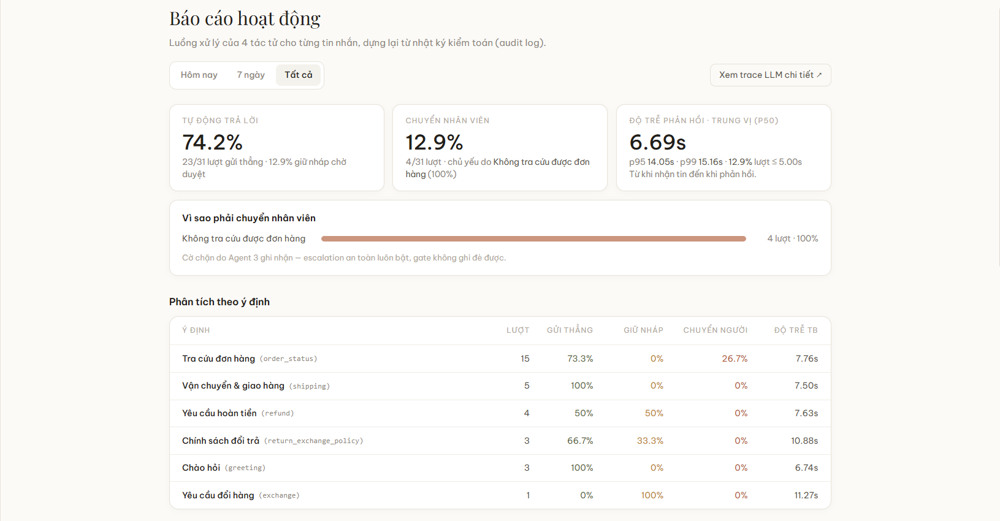 Báo cáo hoạt động
Luồng xử lý của 4 tác tử cho từng tin nhắn, dựng lại từ nhật ký kiểm toán (audit log).
Hôm nay 7 ngày Tất cả Xem trace LLM chi tiết ↗
TỰ ĐỘNG TRẢ LỜI
74.2%
23/31 lượt gửi thẳng · 12.9% giữ nháp chờ
duyệt
CHUYỂN NHÂN VIÊN
12.9%
4/31 lượt · chủ yếu do Không tra cứu được đơn
hàng (100%)
ĐỘ TRỄ PHẢN HỒI · TRUNG VỊ (P50)
6.69s
p95 14.05s · p99 15.16s · 12.9% lượt ≤ 5.00s
Từ khi nhận tin đến khi phản hồi.
Vì sao phải chuyển nhân viên
Không tra cứu được đơn hàng 4 lượt · 100%
Cờ chặn do Agent 3 ghi nhận — escalation an toàn luôn bật, gate không ghi đè được.
Phân tích theo ý định
Ý ĐỊNH LƯỢT GỬI THẲNG GIỮ NHÁP CHUYỂN NGƯỜI ĐỘ TRỄ TB
Tra cứu đơn hàng (order_status) 15 73.3% 0% 26.7% 7.76s
Vận chuyển & giao hàng (shipping) 5 100% 0% 0% 7.50s
Yêu cầu hoàn tiền (refund) 4 50% 50% 0% 7.63s
Chính sách đổi trả (return_exchange_policy) 3 66.7% 33.3% 0% 10.88s
Chào hỏi (greeting) 3 100% 0% 0% 6.74s
Yêu cầu đổi hàng (exchange) 1 0% 100% 0% 11.27s